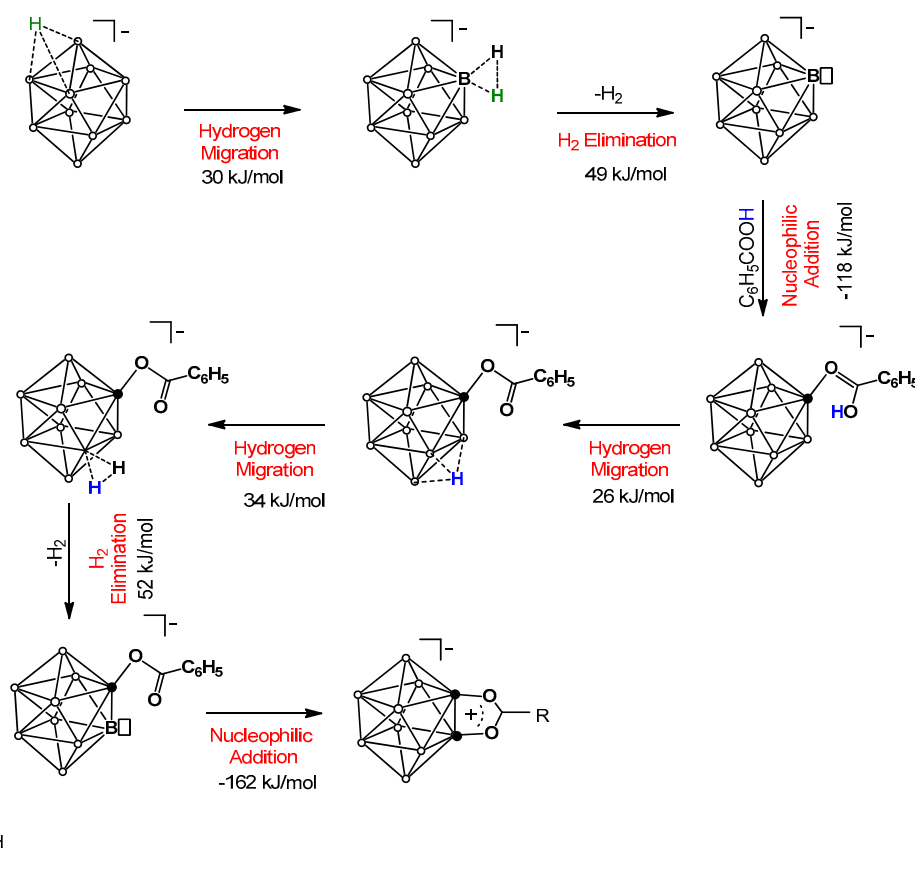 H
−
Hydrogen
Migration
30 kJ/mol
−
B
H
H
-H2
H2 Elimination
49 kJ/mol
−
B
C6H5COOH
Nucleophilic
Addition
-118 kJ/mol
−
O
C6H5
HO
Hydrogen
Migration
26 kJ/mol
−
O
C6H5
O
H
Hydrogen
Migration
34 kJ/mol
−
O
C6H5
O
H
H
-H2
H2
Elimination
52 kJ/mol
−
O
C6H5
O
B
Nucleophilic
Addition
-162 kJ/mol
−
O
+
R
O